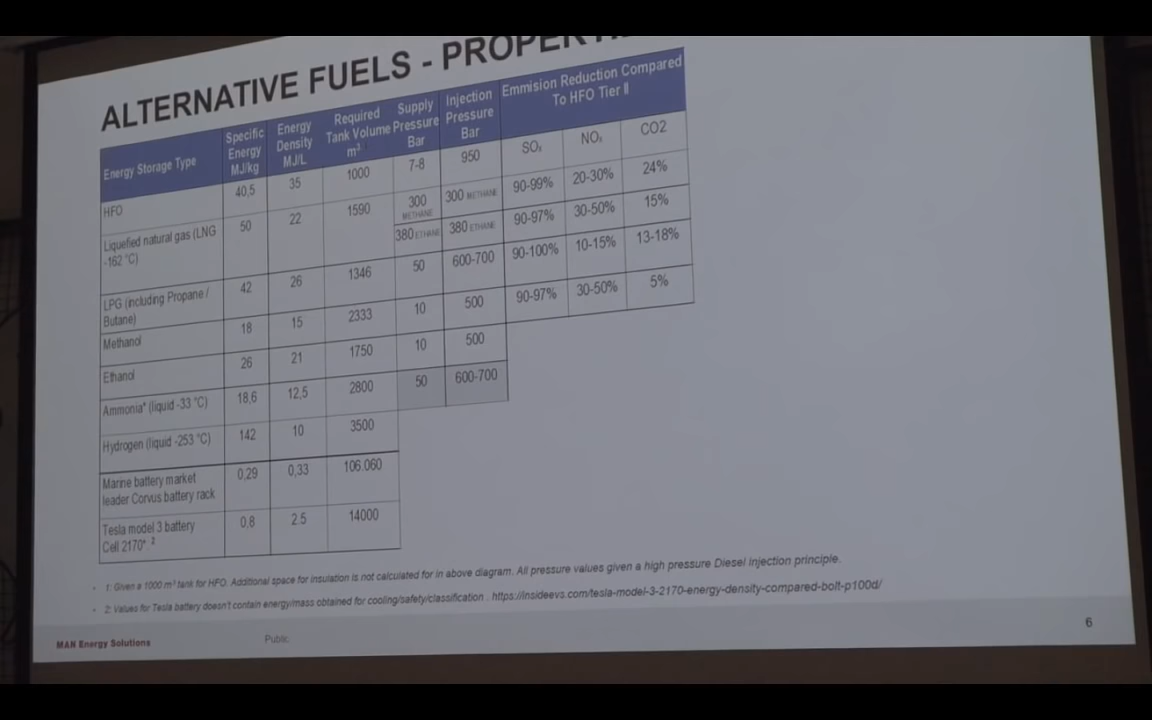 ALTERNATIVE FUELS - PROPERTI
Energy Storage Type
Specific Energy MJ/kg
Energy Density MJ/L
Required Tank Volume m³
Supply Pressure Bar
Injection Pressure Bar
Emmision Reduction Compared To HFO Tier II
SOₓ NOₓ CO2
HFO 40,5 35 1000 7-8 950
Liquefied natural gas (LNG -162 °C) 50 22 1590 300 METHANE 300 METHANE 90-99% 20-30% 24%
380 ETHANE 380 ETHANE 90-97% 30-50% 15%
LPG (including Propane / Butane) 42 26 1346 50 600-700 90-100% 10-15% 13-18%
Methanol 18 15 2333 10 500 90-97% 30-50% 5%
Ethanol 26 21 1750 10 500
Ammonia* (liquid -33 °C) 18,6 12,5 2800 50 600-700
Hydrogen (liquid -253 °C) 142 10 3500
Marine battery market leader Corvus battery rack 0,29 0,33 106.060
Tesla model 3 battery Cell 2170*. 2 0,8 2.5 14000
- 1: Given a 1000 m³ tank for HFO. Additional space for insulation is not calculated for in above diagram. All pressure values given a high pressure Diesel Injection principle.
- 2: Values for Tesla battery doesn't contain energy/mass obtained for cooling/safety/classification . https://insideevs.com/tesla-model-3-2170-energy-density-compared-bolt-p100d/
MAN Energy Solutions
Public
6